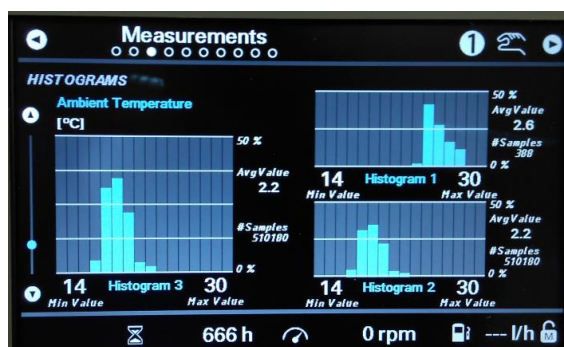 Measurements
1
HISTOGRAMS
Ambient Temperature
[ºC]
50 %
AvgValue
2.2
#Samples
510180
0 %
14 Histogram 3 30
Min Value Max Value
50 %
AvgValue
2.6
#Samples
388
0 %
14 Histogram 1 30
Min Value Max Value
50 %
AvgValue
2.2
#Samples
510180
0 %
14 Histogram 2 30
Min Value Max Value
666 h 0 rpm --- l/h M